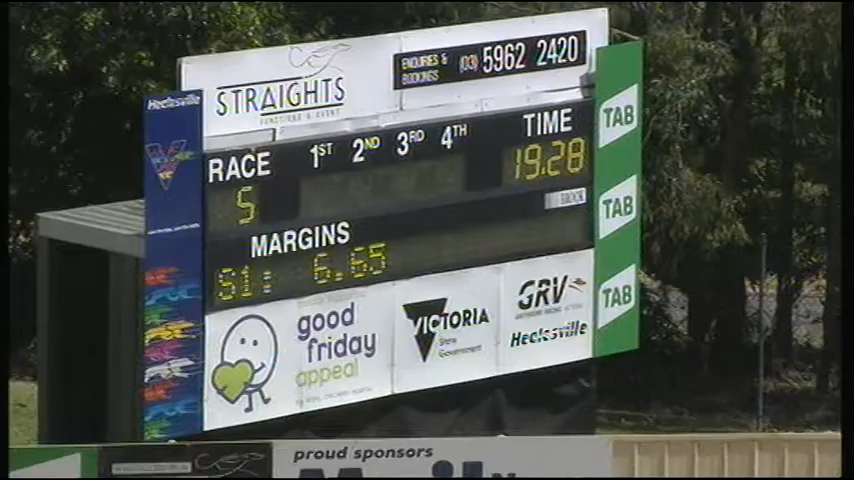 STRAIGHTS
FUNCTIONS & EVENT
ENQUIRIES &
BOOKINGS
(03) 5962 2420
Healesville
RACE
1ST 2ND 3RD 4TH
TIME
5
19.28
MARGINS
S1: 6.65
TAB
TAB
TAB
good
friday
appeal
VICTORIA
State
Government
GRV
Healesville
proud sponsors